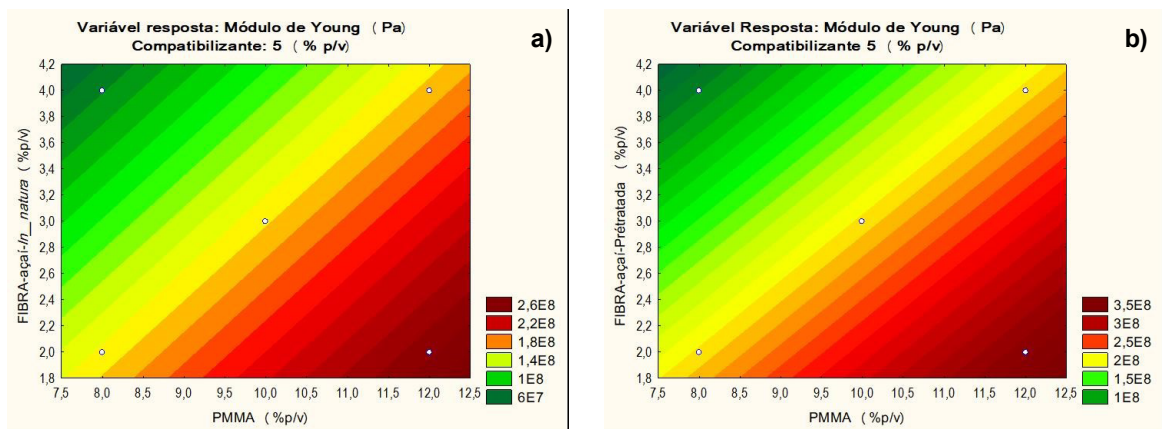 Variável resposta: Módulo de Young ( Pa)
Compatibilizante: 5 ( % p/v)
a)
FIBRA-açaí-In_natura ( %p/v)
4,2
4,0
3,8
3,6
3,4
3,2
3,0
2,8
2,6
2,4
2,2
2,0
1,8
7,5 8,0 8,5 9,0 9,5 10,0 10,5 11,0 11,5 12,0 12,5
PMMA ( %p/v)
2,6E8
2,2E8
1,8E8
1,4E8
1E8
6E7
Variável Resposta: Módulo de Young ( Pa)
Compatibilizante 5 ( % p/v)
b)
FIBRA-açaí-Prétratada ( %p/v)
4,2
4,0
3,8
3,6
3,4
3,2
3,0
2,8
2,6
2,4
2,2
2,0
1,8
7,5 8,0 8,5 9,0 9,5 10,0 10,5 11,0 11,5 12,0 12,5
PMMA ( %p/v)
3,5E8
3E8
2,5E8
2E8
1,5E8
1E8